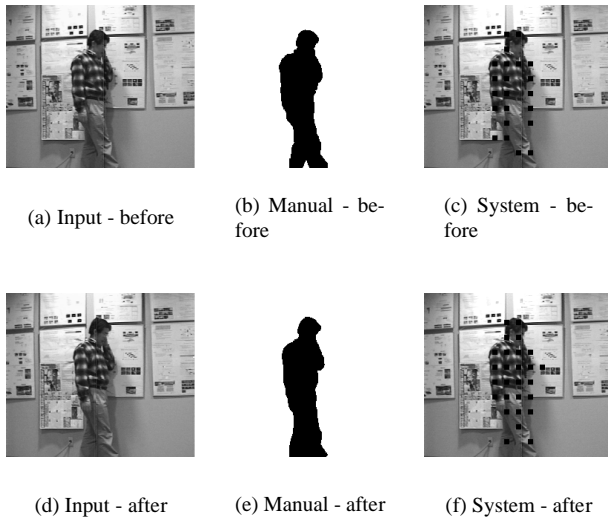 (a) Input - before
(b) Manual - be-
fore
(c) System - be-
fore
(d) Input - after
(e) Manual - after
(f) System - after